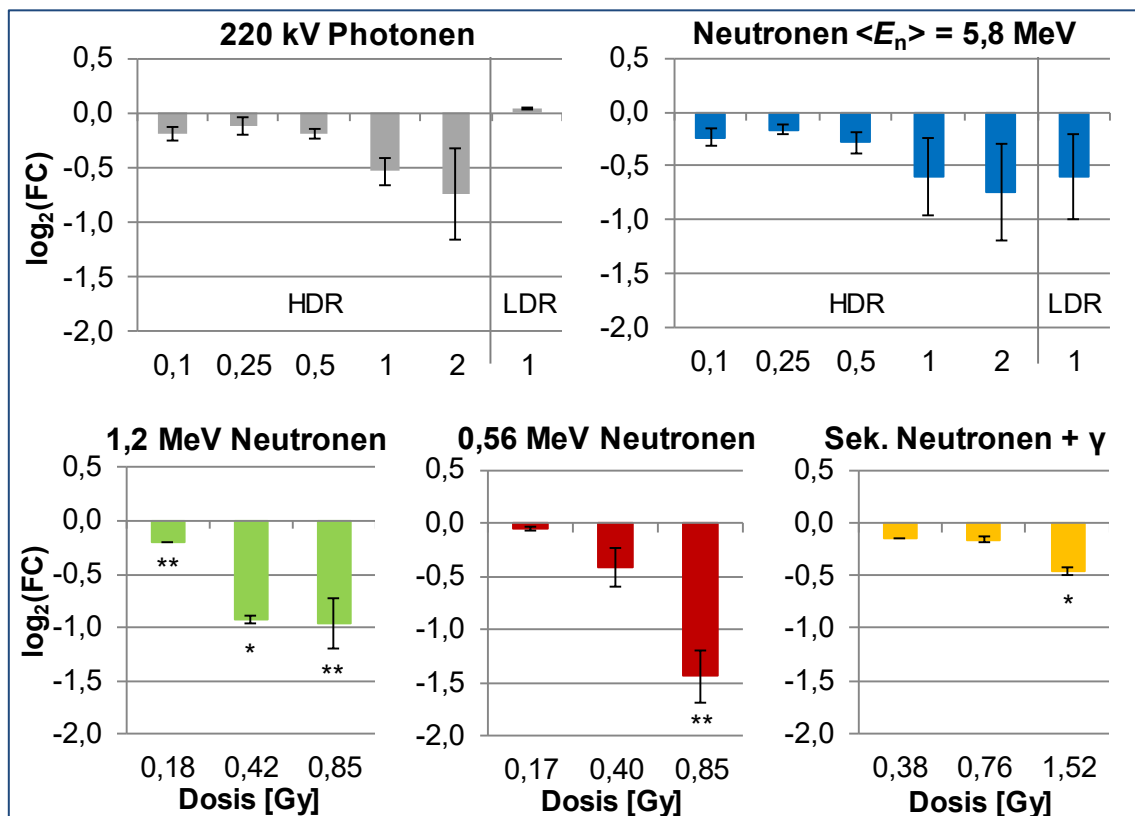 220 kV Photonen
0,5
0,0
-0,5
-1,0
-1,5
-2,0
log₂(FC)
HDR
LDR
0,1 0,25 0,5 1 2 1
Neutronen <Eₙ> = 5,8 MeV
0,5
0,0
-0,5
-1,0
-1,5
-2,0
HDR
LDR
0,1 0,25 0,5 1 2 1
1,2 MeV Neutronen
0,5
0,0
-0,5
-1,0
-1,5
-2,0
log₂(FC)
**
*
**
0,18 0,42 0,85
Dosis [Gy]
0,56 MeV Neutronen
0,5
0,0
-0,5
-1,0
-1,5
-2,0
**
0,17 0,40 0,85
Dosis [Gy]
Sek. Neutronen + γ
0,5
0,0
-0,5
-1,0
-1,5
-2,0
*
0,38 0,76 1,52
Dosis [Gy]